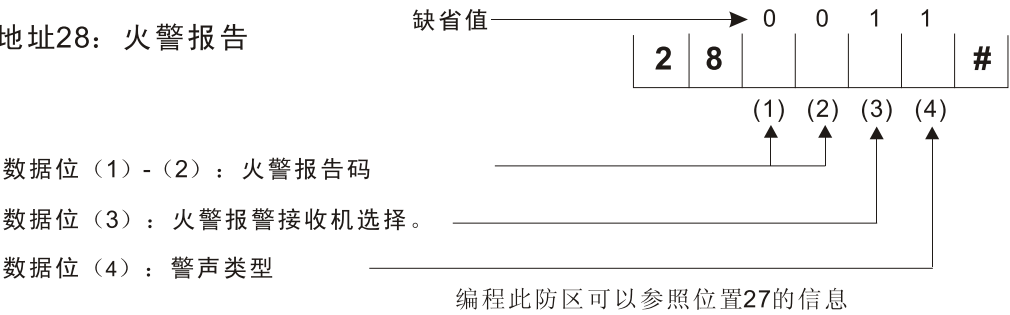 缺省值 0 0 1 1
地址28：火警报告
2 8 #
(1) (2) (3) (4)
数据位（1）-（2）：火警报告码
数据位（3）：火警报警接收机选择。
数据位（4）：警声类型
编程此防区可以参照位置27的信息